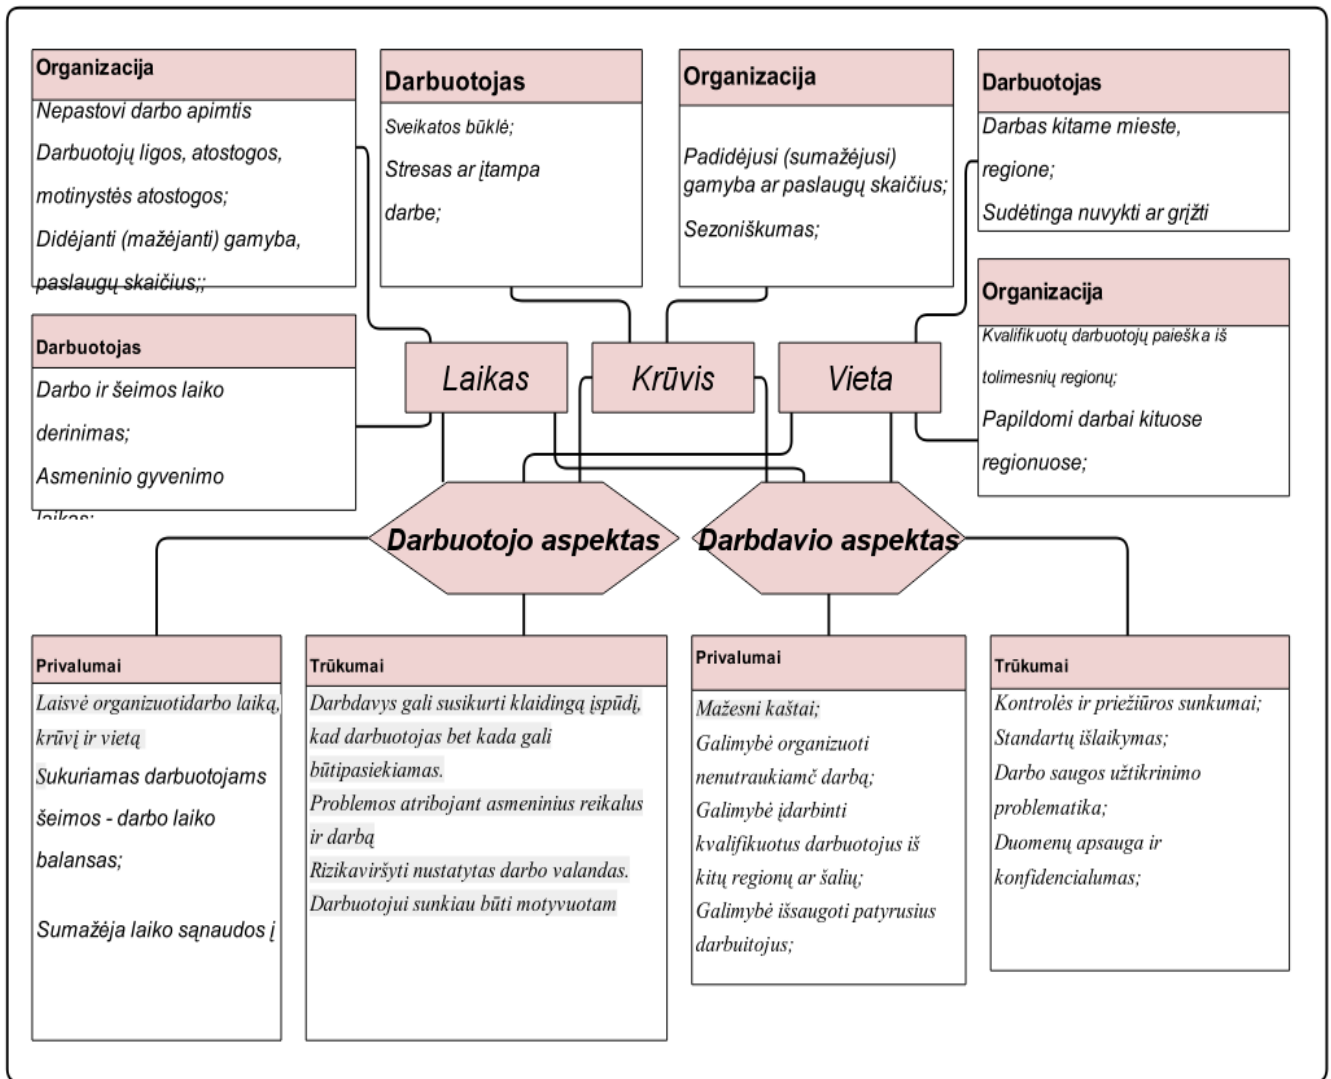 Organizacija
Nepastovi darbo apimtis
Darbuotojų ligos, atostogos,
motinystės atostogos;
Didėjanti (mažėjanti) gamyba,
paslaugų skaičius;;
Darbuotojas
Sveikatos būklė;
Stresas ar įtampa
darbe;
Organizacija
Padidėjusi (sumažėjusi)
gamyba ar paslaugų skaičius;
Sezoniškumas;
Darbuotojas
Darbas kitame mieste,
regione;
Sudėtinga nuvykti ar grįžti
Organizacija
Kvalifikuotų darbuotojų paieška iš
tolimesnių regionų;
Papildomi darbai kituose
regionuose;
Darbuotojas
Darbo ir šeimos laiko
derinimas;
Asmeninio gyvenimo
laikas;
Laikas
Krūvis
Vieta
Darbuotojo aspektas
Darbdavio aspektas
Privalumai
Laisvė organizuotidarbo laiką,
krūvį ir vietą
Sukuriamas darbuotojams
šeimos - darbo laiko
balansas;
Sumažėja laiko sąnaudos į
Trūkumai
Darbdavys gali susikurti klaidingą įspūdį,
kad darbuotojas bet kada gali
būtipasiekiamas.
Problemos atribojant asmeninius reikalus
ir darbą
Rizikaviršyti nustatytas darbo valandas.
Darbuotojui sunkiau būti motyvuotam
Privalumai
Mažesni kaštai;
Galimybė organizuoti
nenutraukiamč darbą;
Galimybė įdarbinti
kvalifikuotus darbuotojus iš
kitų regionų ar šalių;
Galimybė išsaugoti patyrusius
darbuitojus;
Trūkumai
Kontrolės ir priežiūros sunkumai;
Standartų išlaikymas;
Darbo saugos užtikrinimo
problematika;
Duomenų apsauga ir
konfidencialumas;